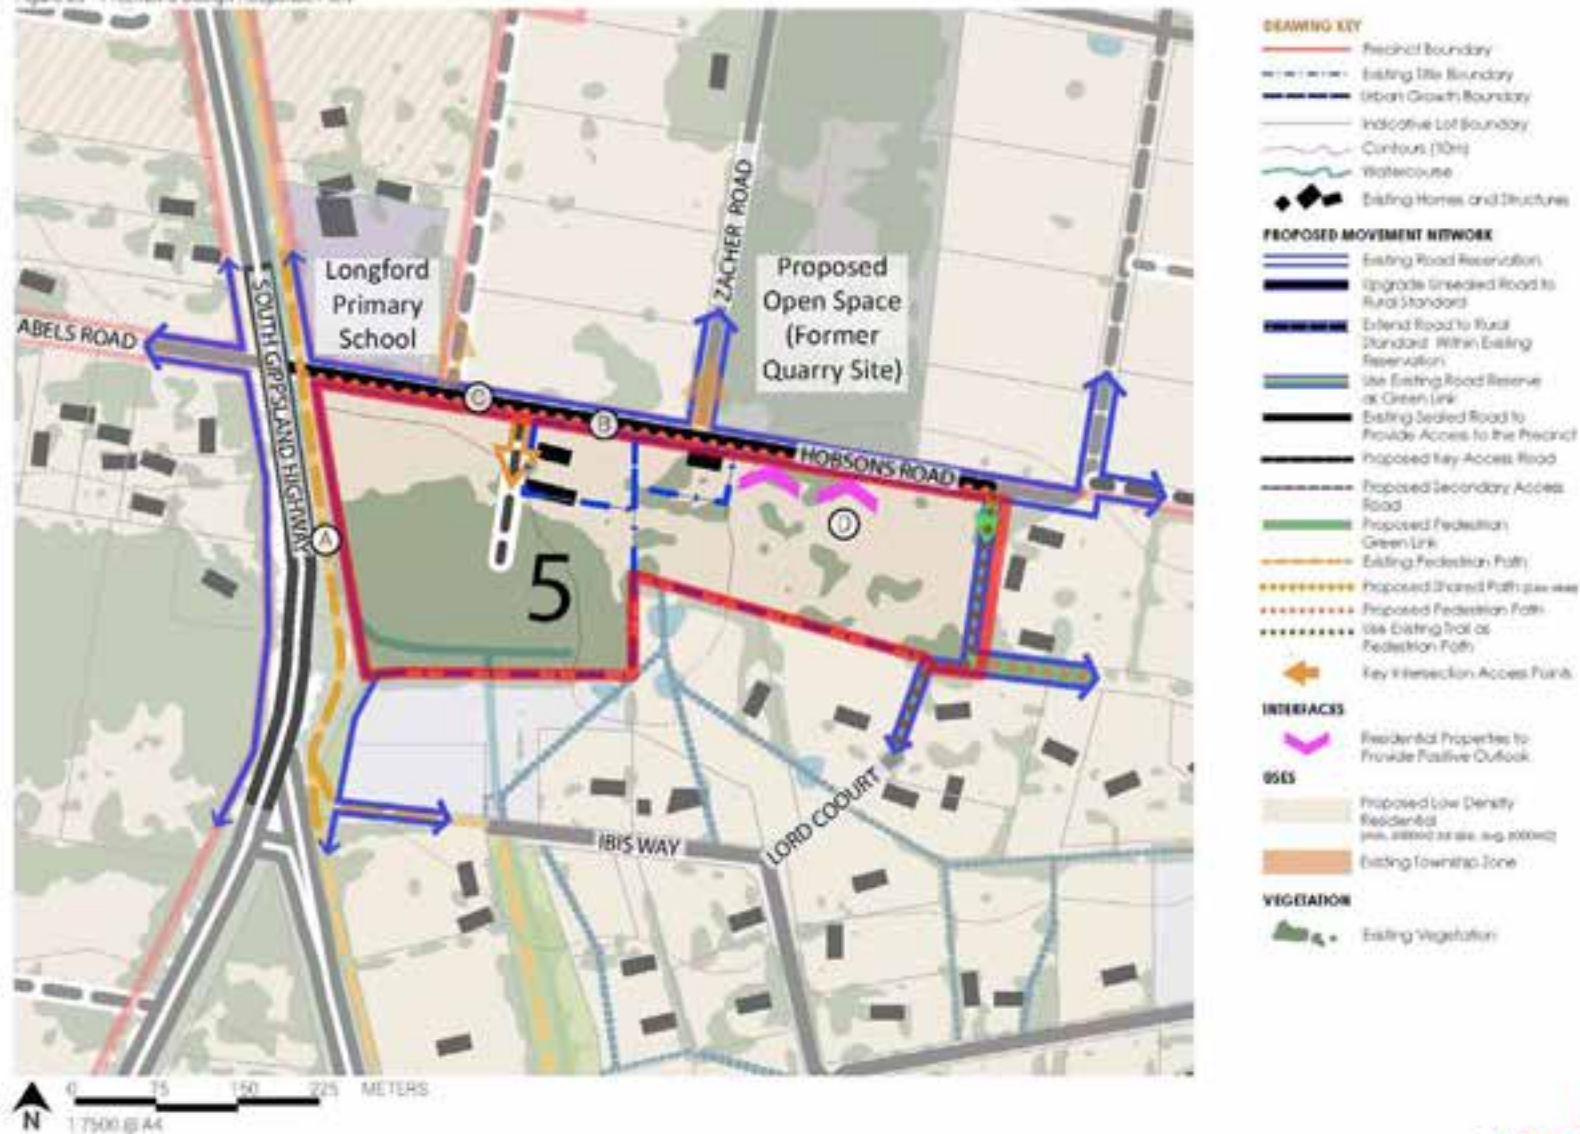 ABELS ROAD
SOUTH GIPPSLAND HIGHWAY
Longford
Primary
School
ZACHER ROAD
Proposed
Open Space
(Former
Quarry Site)
C
B
HOBSONS ROAD
A
D
5
IBIS WAY
LORD COOURT
N
0 75 150 225 METERS
1:7500 @ A4
DRAWING KEY
Precinct Boundary
Existing Title Boundary
Urban Growth Boundary
Indicative Lot Boundary
Contours (10m)
Watercourse
Existing Homes and Structures
PROPOSED MOVEMENT NETWORK
Existing Road Reservation
Upgrade Unsealed Road to
Rural Standard
Extend Road to Rural
Standard Within Existing
Reservation
Use Existing Road Reserve
as Green Link
Existing Sealed Road to
Provide Access to the Precinct
Proposed Key Access Road
Proposed Secondary Access
Road
Proposed Pedestrian
Green Link
Existing Pedestrian Path
Proposed Shared Path
Proposed Pedestrian Path
Use Existing Trail as
Pedestrian Path
Key Intersection Access Points
INTERFACES
Residential Properties to
Provide Positive Outlook
USES
Proposed Low Density
Residential
Existing Township Zone
VEGETATION
Existing Vegetation